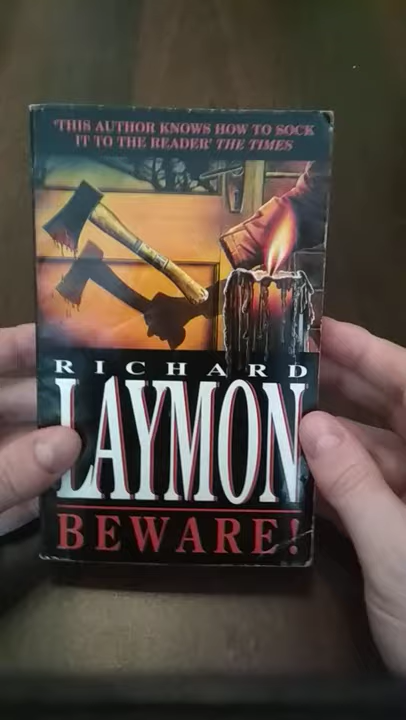 'THIS AUTHOR KNOWS HOW TO SOCK
IT TO THE READER' THE TIMES
RICHARD
LAYMON
BEWARE!